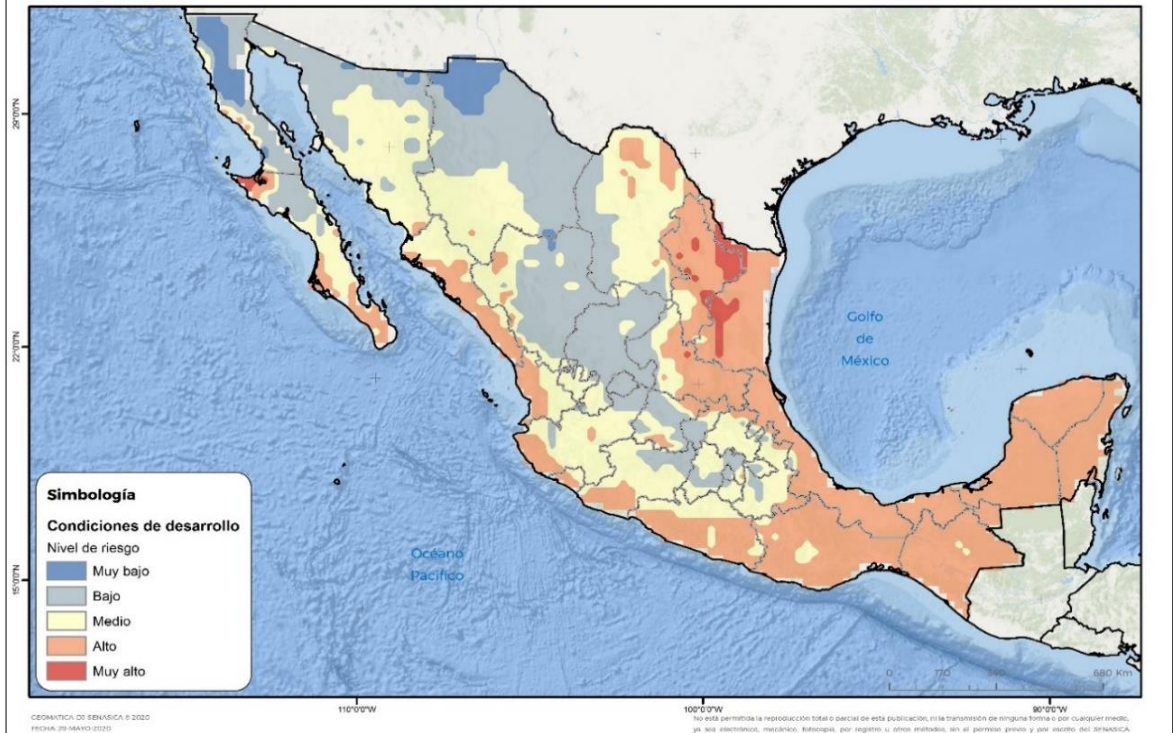 29°0'0"N
22°0'0"N
15°0'0"N
Golfo
de
México
Océano
Pacífico
Simbología
Condiciones de desarrollo
Nivel de riesgo
Muy bajo
Bajo
Medio
Alto
Muy alto
0 170 340 680 Km
110°0'0"W
100°0'0"W
90°0'0"W
GEOMATICA DE SENASICA © 2020
FECHA 29-MAYO-2020
No está permitida la reproducción total o parcial de esta publicación, ni la transmisión de ninguna forma o por cualquier medio,
ya sea electrónico, mecánico, fotocopia, por registro u otros métodos, sin el permiso previo y por escrito del SENASICA.